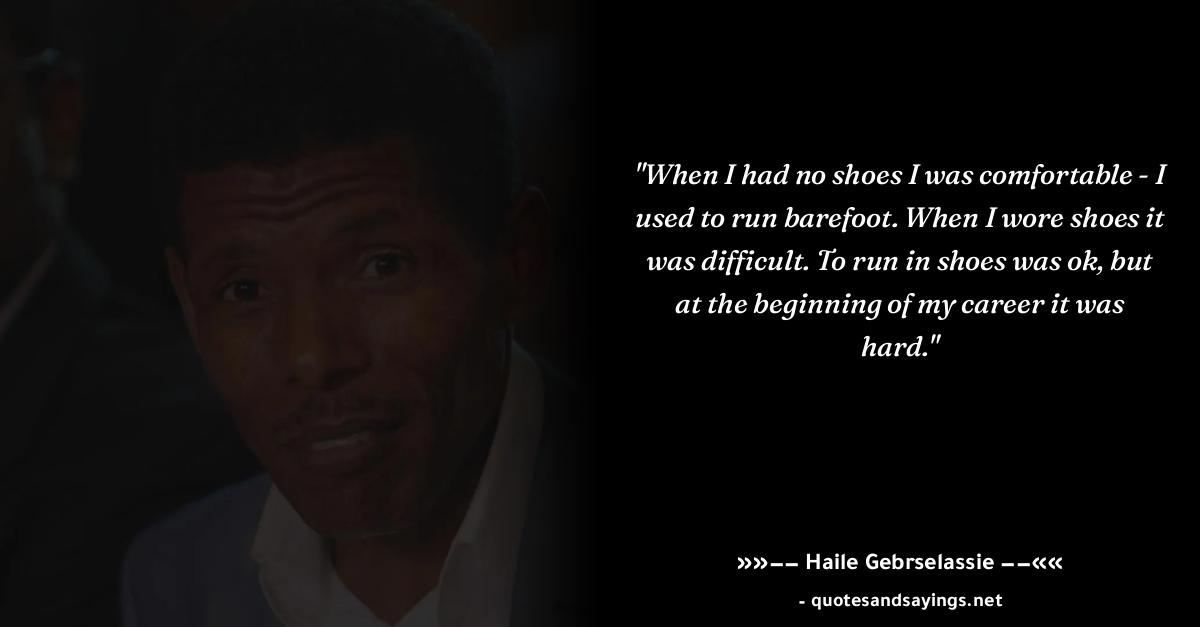 "When I had no shoes I was comfortable - I
used to run barefoot. When I wore shoes it
was difficult. To run in shoes was ok, but
at the beginning of my career it was
hard."
»»−− Haile Gebrselassie −−««
- quotesandsayings.net